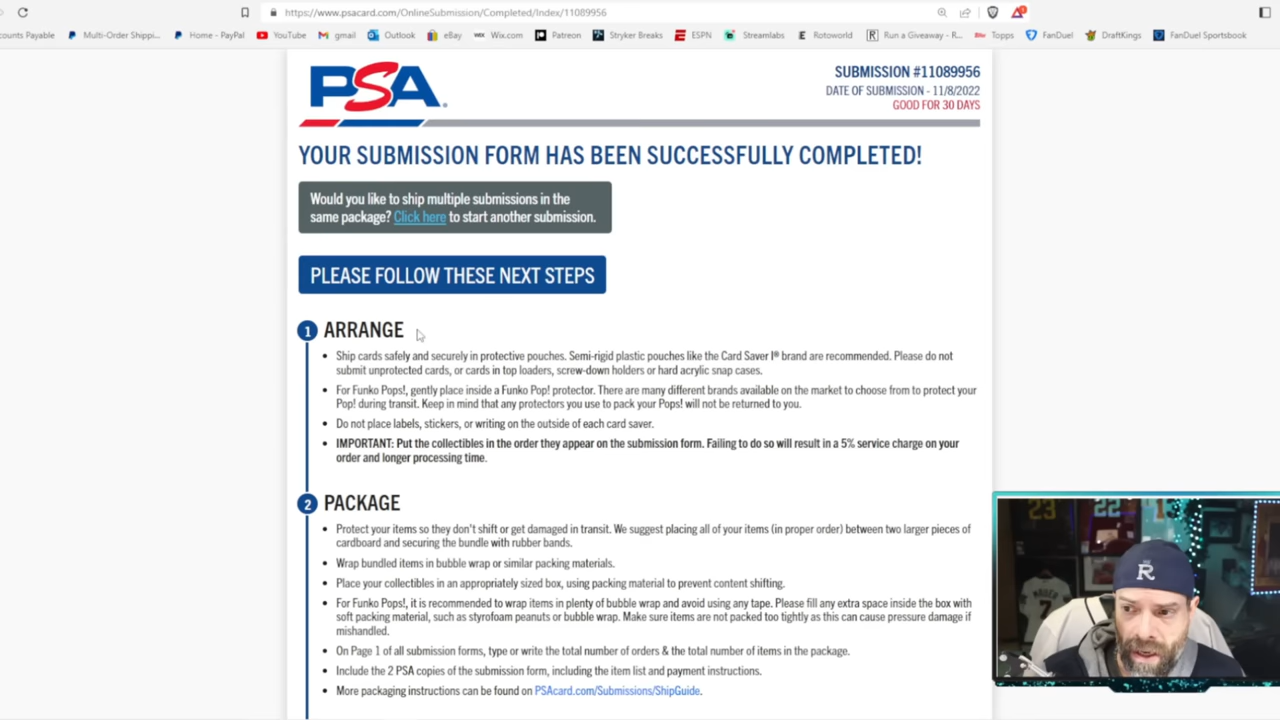 https://www.psacard.com/OnlineSubmission/Completed/Index/11089956
counts Payable Multi-Order Shippi... Home - PayPal YouTube gmail Outlook eBay WIX Wix.com Patreon Stryker Breaks ESPN Streamlabs Rotoworld Run a Giveaway - R... Topps FanDuel DraftKings FanDuel Sportsbook
PSA
SUBMISSION #11089956
DATE OF SUBMISSION - 11/8/2022
GOOD FOR 30 DAYS
YOUR SUBMISSION FORM HAS BEEN SUCCESSFULLY COMPLETED!
Would you like to ship multiple submissions in the
same package? Click here to start another submission.
PLEASE FOLLOW THESE NEXT STEPS
1 ARRANGE
• Ship cards safely and securely in protective pouches. Semi-rigid plastic pouches like the Card Saver I® brand are recommended. Please do not
submit unprotected cards, or cards in top loaders, screw-down holders or hard acrylic snap cases.
• For Funko Pops!, gently place inside a Funko Pop! protector. There are many different brands available on the market to choose from to protect your
Pop! during transit. Keep in mind that any protectors you use to pack your Pops! will not be returned to you.
• Do not place labels, stickers, or writing on the outside of each card saver.
• IMPORTANT: Put the collectibles in the order they appear on the submission form. Failing to do so will result in a 5% service charge on your
order and longer processing time.
2 PACKAGE
• Protect your items so they don't shift or get damaged in transit. We suggest placing all of your items (in proper order) between two larger pieces of
cardboard and securing the bundle with rubber bands.
• Wrap bundled items in bubble wrap or similar packing materials.
• Place your collectibles in an appropriately sized box, using packing material to prevent content shifting.
• For Funko Pops!, it is recommended to wrap items in plenty of bubble wrap and avoid using any tape. Please fill any extra space inside the box with
soft packing material, such as styrofoam peanuts or bubble wrap. Make sure items are not packed too tightly as this can cause pressure damage if
mishandled.
• On Page 1 of all submission forms, type or write the total number of orders & the total number of items in the package.
• Include the 2 PSA copies of the submission form, including the item list and payment instructions.
• More packaging instructions can be found on PSAcard.com/Submissions/ShipGuide.
23 22 1
MAUER
7
R